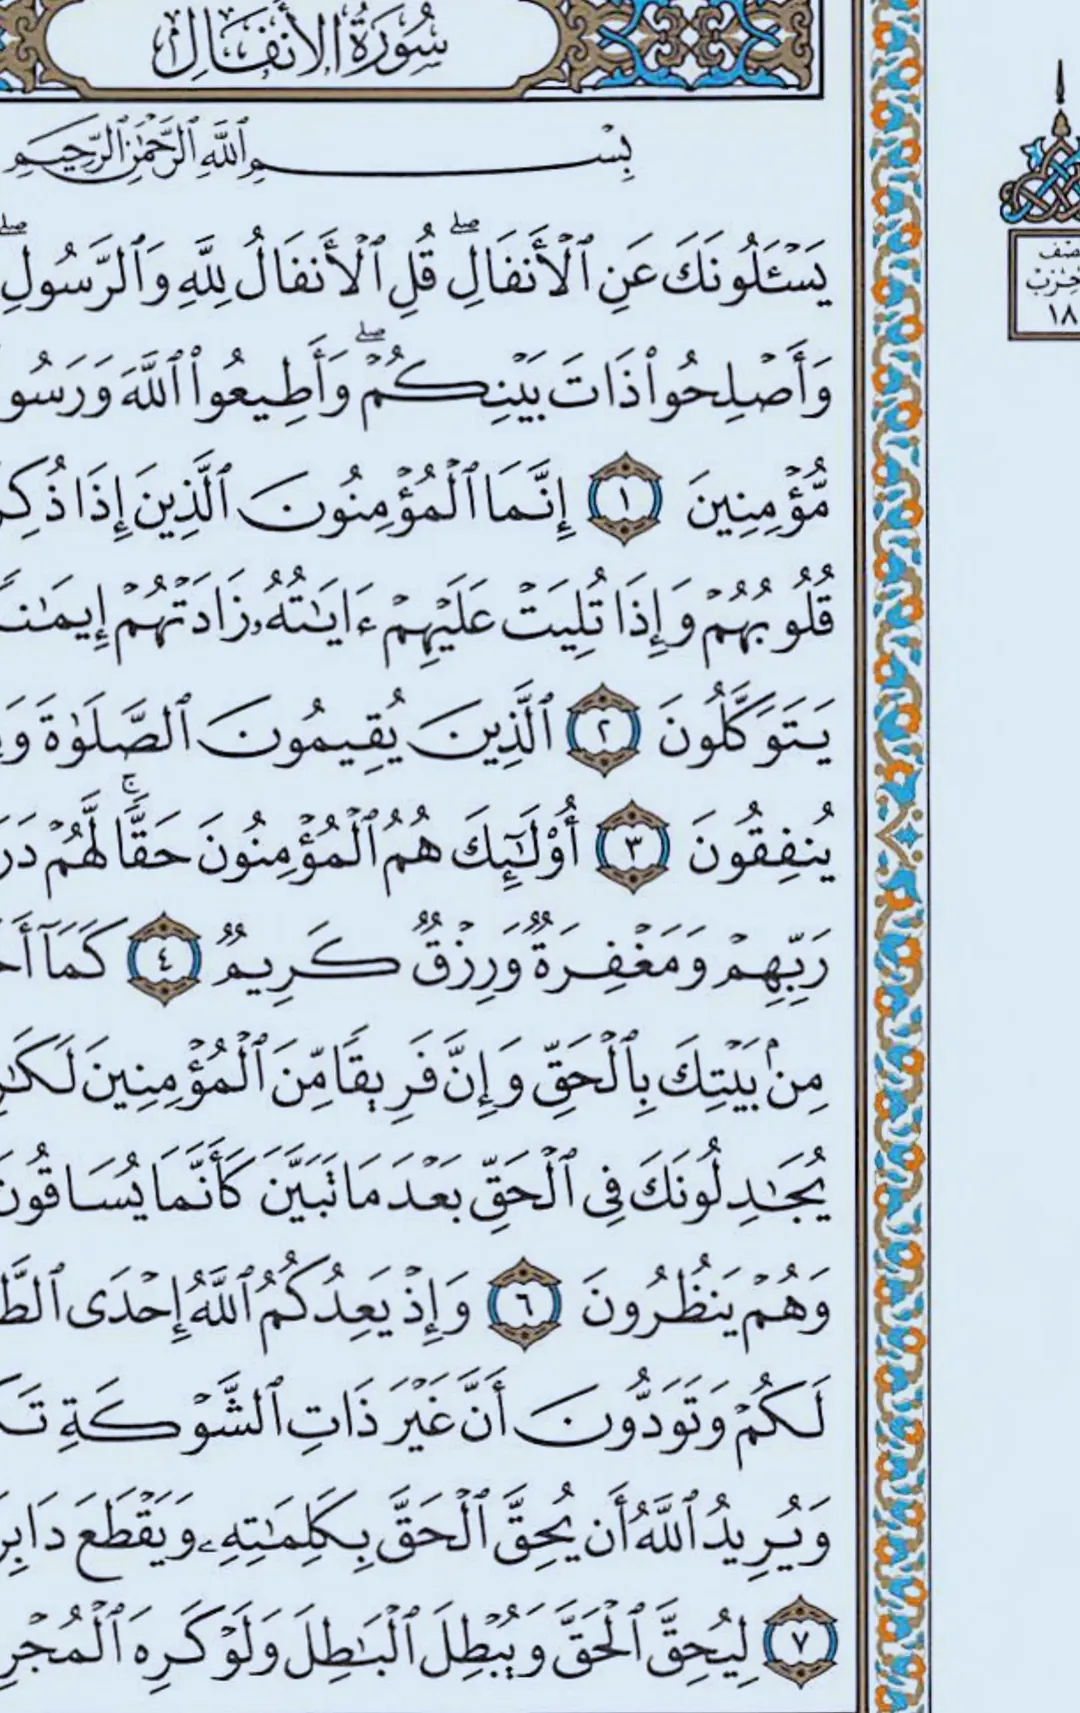 سُورَةُ الأَنفَالِ
بِسْمِ ٱللَّهِ ٱلرَّحْمَٰنِ ٱلرَّحِيمِ
يَسْـَٔلُونَكَ عَنِ ٱلْأَنفَالِ ۖ قُلِ ٱلْأَنفَالُ لِلَّهِ وَٱلرَّسُولِ ۖ
وَأَصْلِحُوا۟ ذَاتَ بَيْنِكُمْ ۖ وَأَطِيعُوا۟ ٱللَّهَ وَرَسُو
مُّؤْمِنِينَ ١ إِنَّمَا ٱلْمُؤْمِنُونَ ٱلَّذِينَ إِذَا ذُكِرَ
قُلُوبُهُمْ وَإِذَا تُلِيَتْ عَلَيْهِمْ ءَايَـٰتُهُۥ زَادَتْهُمْ إِيمَـٰنًا
يَتَوَكَّلُونَ ٢ ٱلَّذِينَ يُقِيمُونَ ٱلصَّلَوٰةَ وَ
يُنفِقُونَ ٣ أُو۟لَـٰٓئِكَ هُمُ ٱلْمُؤْمِنُونَ حَقًّا ۚ لَّهُمْ دَرَ
رَبِّهِمْ وَمَغْفِرَةٌ وَرِزْقٌ كَرِيمٌ ٤ كَمَآ أَخ
مِنۢ بَيْتِكَ بِٱلْحَقِّ وَإِنَّ فَرِيقًا مِّنَ ٱلْمُؤْمِنِينَ لَكَـٰرِ
يُجَـٰدِلُونَكَ فِى ٱلْحَقِّ بَعْدَ مَا تَبَيَّنَ كَأَنَّمَا يُسَاقُونَ
وَهُمْ يَنظُرُونَ ٦ وَإِذْ يَعِدُكُمُ ٱللَّهُ إِحْدَى ٱلطَّا
لَكُمْ وَتَوَدُّونَ أَنَّ غَيْرَ ذَاتِ ٱلشَّوْكَةِ تَك
وَيُرِيدُ ٱللَّهُ أَن يُحِقَّ ٱلْحَقَّ بِكَلِمَـٰتِهِۦ وَيَقْطَعَ دَابِرَ
٧ لِيُحِقَّ ٱلْحَقَّ وَيُبْطِلَ ٱلْبَـٰطِلَ وَلَوْ كَرِهَ ٱلْمُجْرِ
نصف
الحزب
١٨